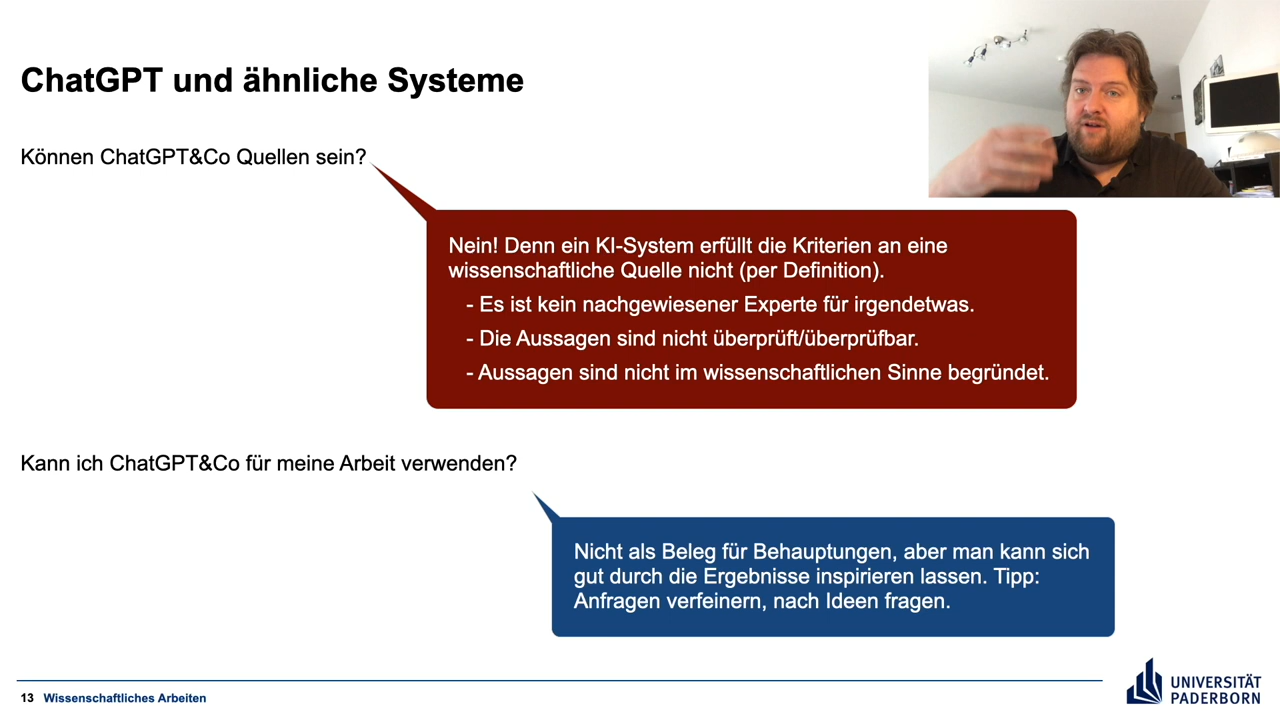 ChatGPT und ähnliche Systeme
Können ChatGPT&Co Quellen sein?
Nein! Denn ein KI-System erfüllt die Kriterien an eine
wissenschaftliche Quelle nicht (per Definition).
- Es ist kein nachgewiesener Experte für irgendetwas.
- Die Aussagen sind nicht überprüft/überprüfbar.
- Aussagen sind nicht im wissenschaftlichen Sinne begründet.
Kann ich ChatGPT&Co für meine Arbeit verwenden?
Nicht als Beleg für Behauptungen, aber man kann sich
gut durch die Ergebnisse inspirieren lassen. Tipp:
Anfragen verfeinern, nach Ideen fragen.
13 Wissenschaftliches Arbeiten
UNIVERSITÄT
PADERBORN